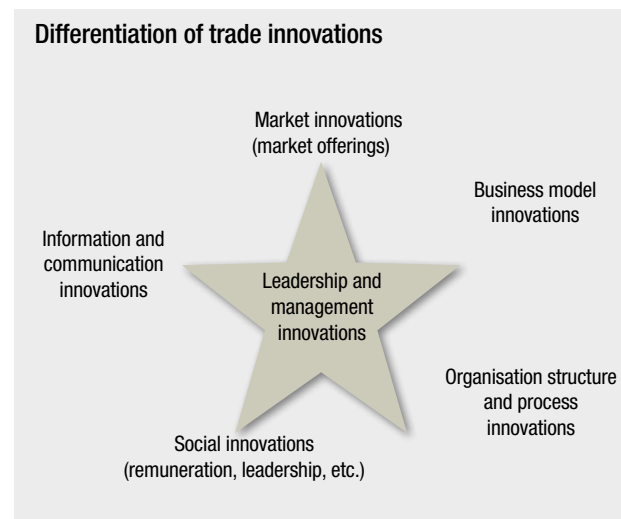 Differentiation of trade innovations
Market innovations
(market offerings)
Business model
innovations
Information and
communication
innovations
Leadership and
management
innovations
Organisation structure
and process
innovations
Social innovations
(remuneration, leadership, etc.)